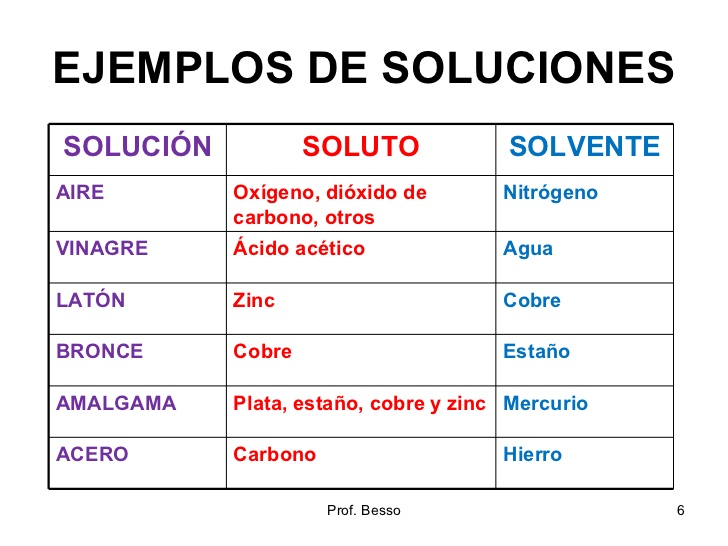 EJEMPLOS DE SOLUCIONES
SOLUCIÓN SOLUTO SOLVENTE
AIRE Oxígeno, dióxido de Nitrógeno
carbono, otros
VINAGRE Ácido acético Agua
LATÓN Zinc Cobre
BRONCE Cobre Estaño
AMALGAMA Plata, estaño, cobre y zinc Mercurio
ACERO Carbono Hierro
Prof. Besso 6